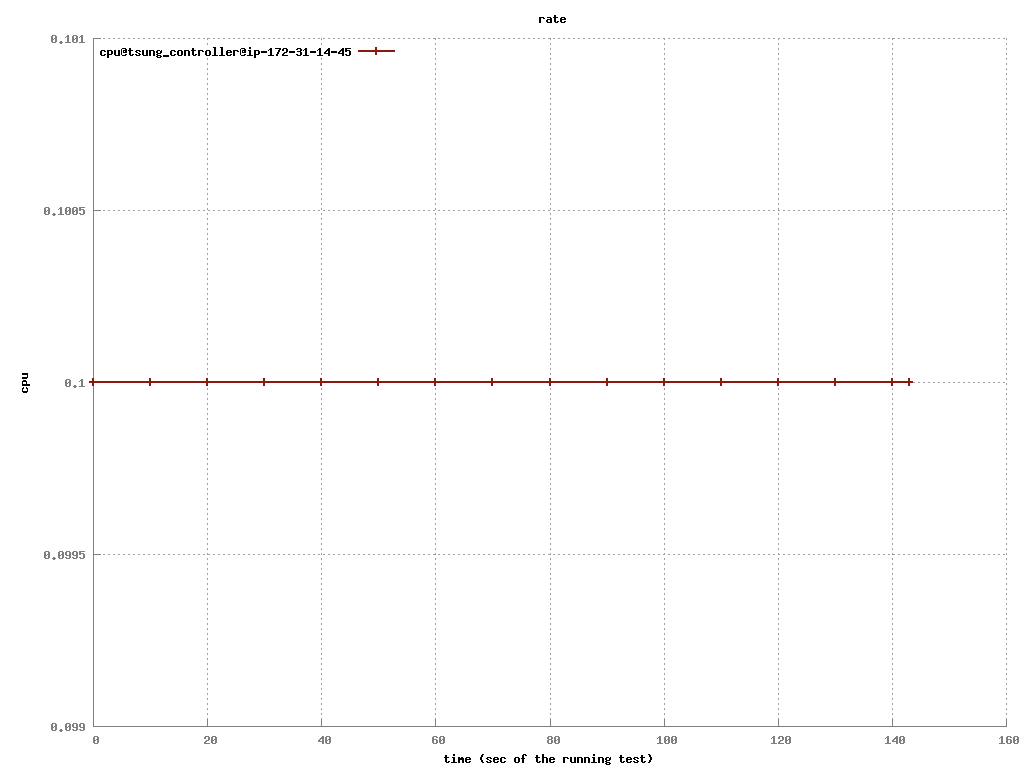 rate
0.101
cpu@tsung_controller@ip-172-31-14-45
0.1005
cpu
0.1
0.0995
0.099
0 20 40 60 80 100 120 140 160
time (sec of the running test)